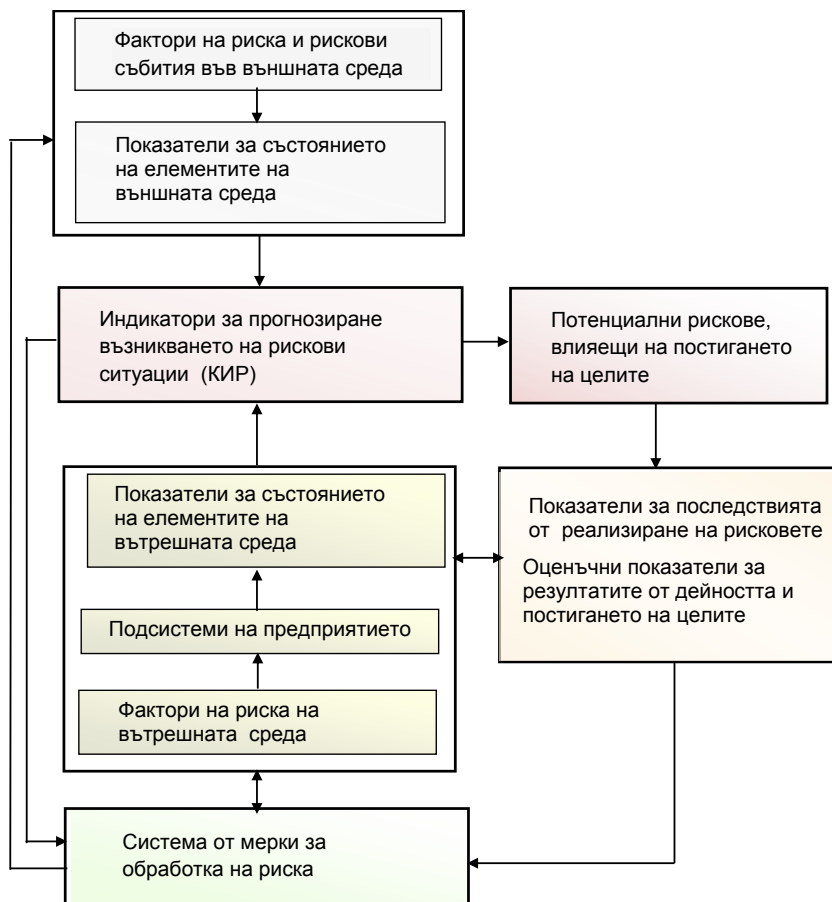 Фактори на риска и рискови
събития във външната среда
Показатели за състоянието
на елементите на
външната среда
Индикатори за прогнозиране
възникването на рискови
ситуации (КИР)
Потенциални рискове,
влияещи на постигането
на целите
Показатели за състоянието
на елементите на
вътрешната среда
Подсистеми на предприятието
Фактори на риска на
вътрешната среда
Показатели за последствията
от реализиране на рисковете
Оценъчни показатели за
резултатите от дейността и
постигането на целите
Система от мерки за
обработка на риска